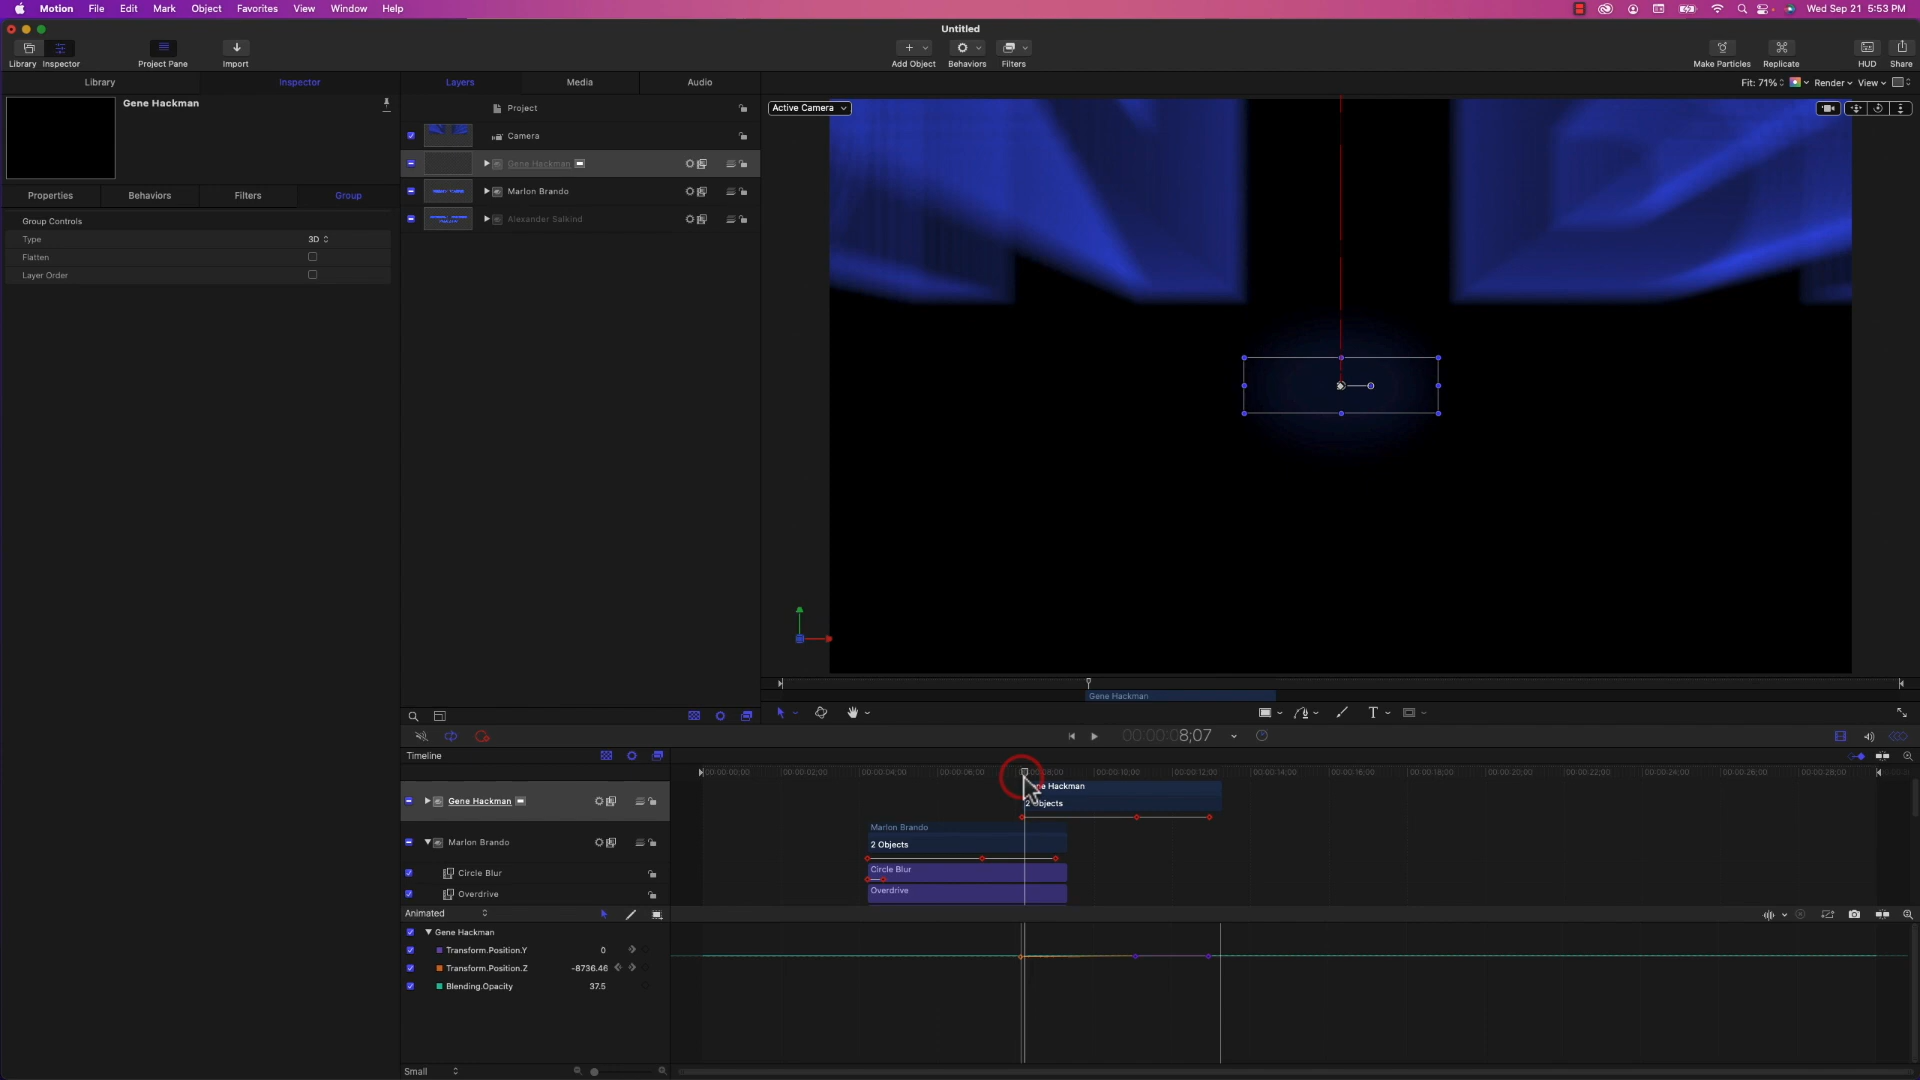 Motion File Edit Mark Object Favorites View Window Help
Wed Sep 21 5:53 PM
Untitled
Library Inspector Project Pane Import Add Object Behaviors Filters Make Particles Replicate HUD Share
Library Inspector Layers Media Audio
Fit: 71% Render View
Gene Hackman
Properties Behaviors Filters Group
Group Controls
Type 3D
Flatten
Layer Order
Project
Camera
Gene Hackman
Marlon Brando
Alexander Salkind
Active Camera
Gene Hackman
T
00:00:08;07
Timeline
00:00:00;00 00:00:02;00 00:00:04;00 00:00:06;00 00:00:10;00 00:00:12;00 00:00:14;00 00:00:16;00 00:00:18;00 00:00:20;00 00:00:22;00 00:00:24;00 00:00:26;00 00:00:28;00
Gene Hackman
2 Objects
Marlon Brando
Marlon Brando
2 Objects
Circle Blur
Circle Blur
Overdrive
Overdrive
Animated
Gene Hackman
Transform.Position.Y 0
Transform.Position.Z -8736.46
Blending.Opacity 37.5
Small